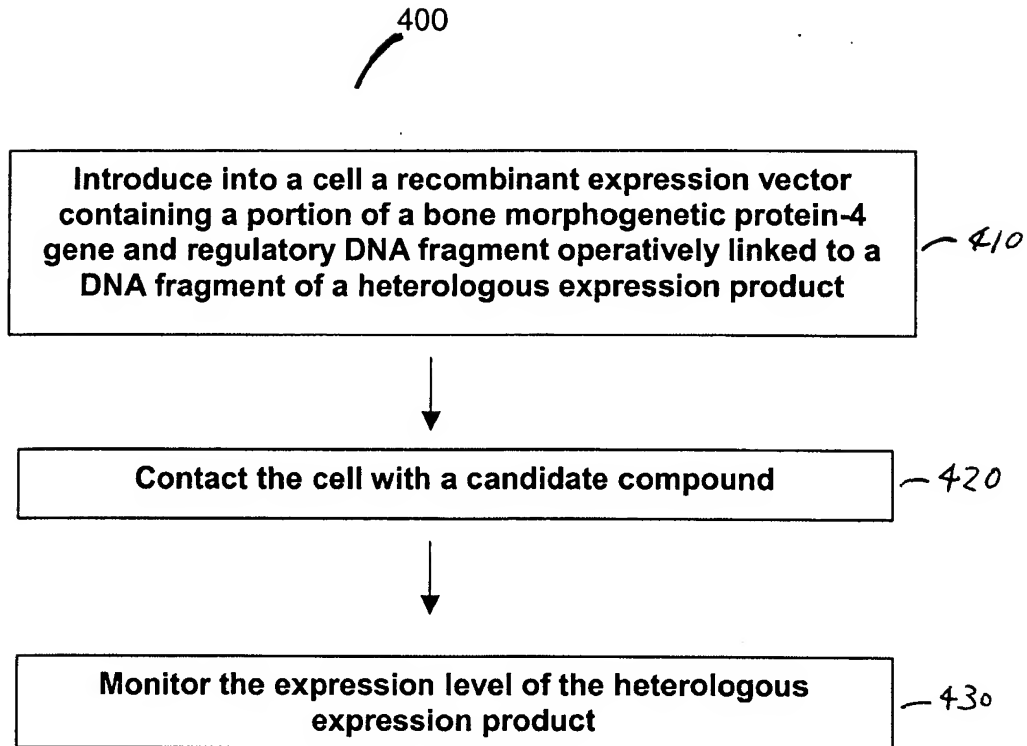 400
Introduce into a cell a recombinant expression vector
containing a portion of a bone morphogenetic protein-4
gene and regulatory DNA fragment operatively linked to a
DNA fragment of a heterologous expression product
410
Contact the cell with a candidate compound
420
Monitor the expression level of the heterologous
expression product
430